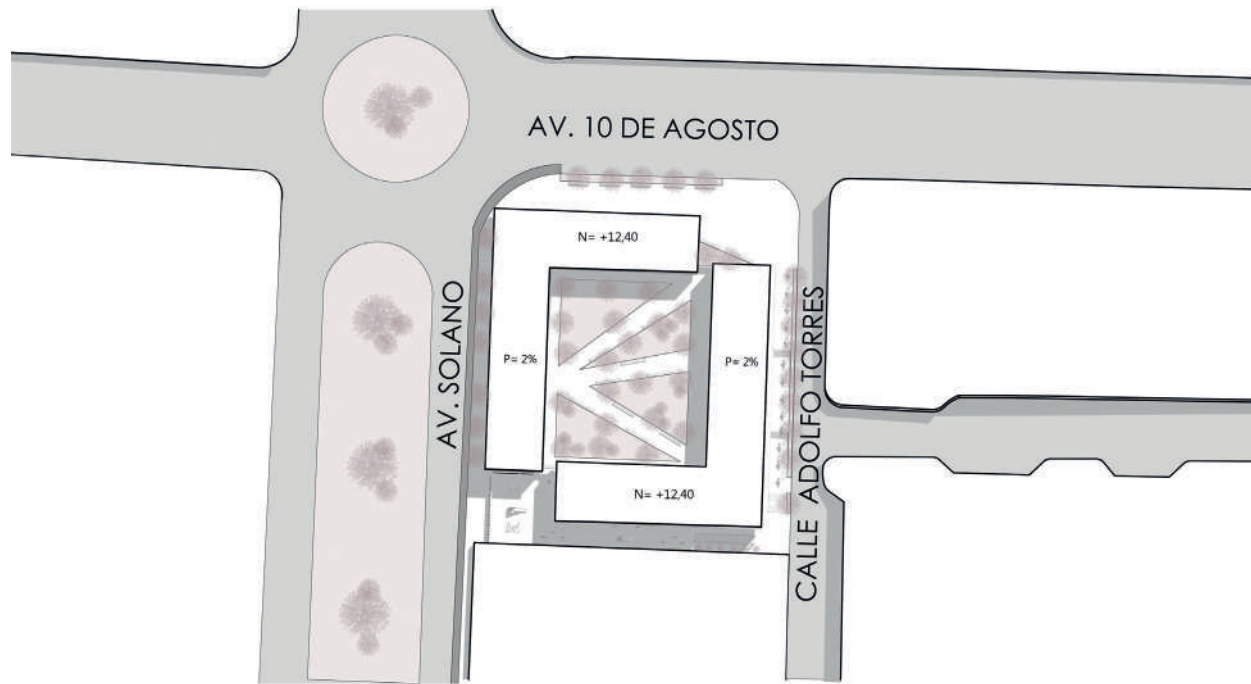 AV. 10 DE AGOSTO
N= +12,40
AV. SOLANO
P= 2%
P= 2%
CALLE ADOLFO TORRES
N= +12,40